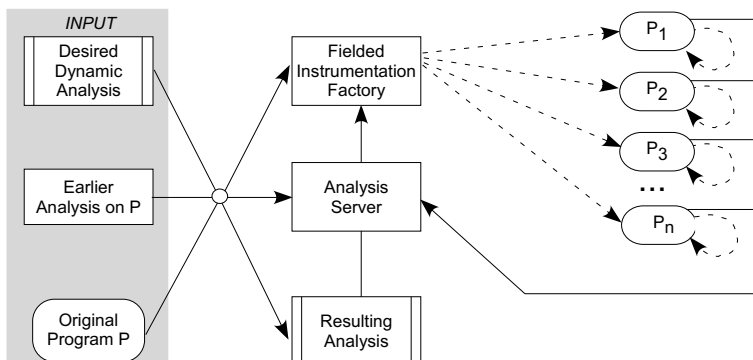 INPUT
Desired
Dynamic
Analysis
Earlier
Analysis on P
Original
Program P
Fielded
Instrumentation
Factory
Analysis
Server
Resulting
Analysis
P1
P2
P3
...
Pn